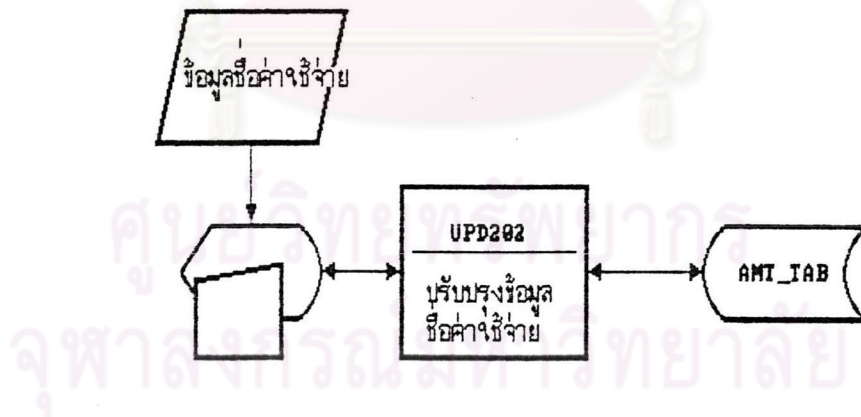 ข้อมูลชื่อค่าใช้จ่าย
UPD202
ปรับปรุงข้อมูล
ชื่อค่าใช้จ่าย
AMT_TAB
ศูนย์วิทยทรัพยากร
จุฬาลงกรณ์มหาวิทยาลัย